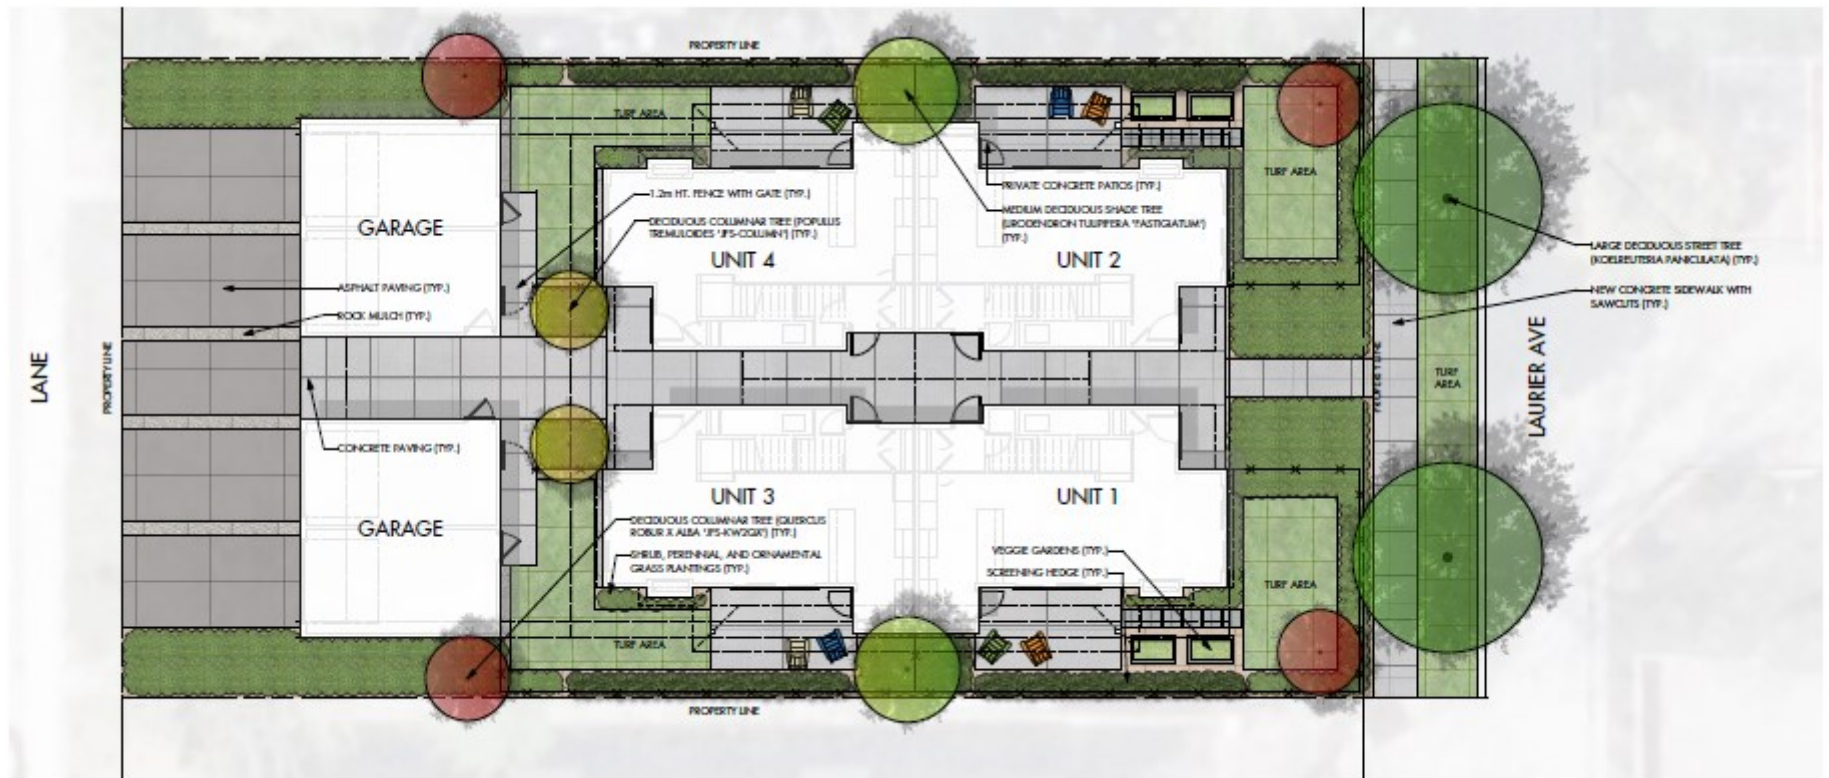 PROPERTY LINE
TURF AREA
GARAGE
1.2m HT. FENCE WITH GATE (TYP.)
DECIDUOUS COLUMNAR TREE (POPULUS
TREMULOIDES 'JFS-COLUMN') (TYP.)
UNIT 4
PRIVATE CONCRETE PATIOS (TYP.)
MEDIUM DECIDUOUS SHADE TREE
(LIRODENDRON TULIPIFERA 'FASTIGIATUM')
(TYP.)
UNIT 2
TURF AREA
LARGE DECIDUOUS STREET TREE
(KOELREUTERIA PANICULATA) (TYP.)
NEW CONCRETE SIDEWALK WITH
SAWCUTS (TYP.)
ASPHALT PAVING (TYP.)
ROCK MULCH (TYP.)
LANE
PROPERTY LINE
PROPERTY LINE
TURF
AREA
LAURIER AVE
CONCRETE PAVING (TYP.)
GARAGE
UNIT 3
DECIDUOUS COLUMNAR TREE (QUERCUS
ROBUR X ALBA 'JFS-KW2QX') (TYP.)
SHRUB, PERENNIAL, AND ORNAMENTAL
GRASS PLANTINGS (TYP.)
UNIT 1
VEGGIE GARDENS (TYP.)
SCREENING HEDGE (TYP.)
TURF AREA
TURF AREA
PROPERTY LINE